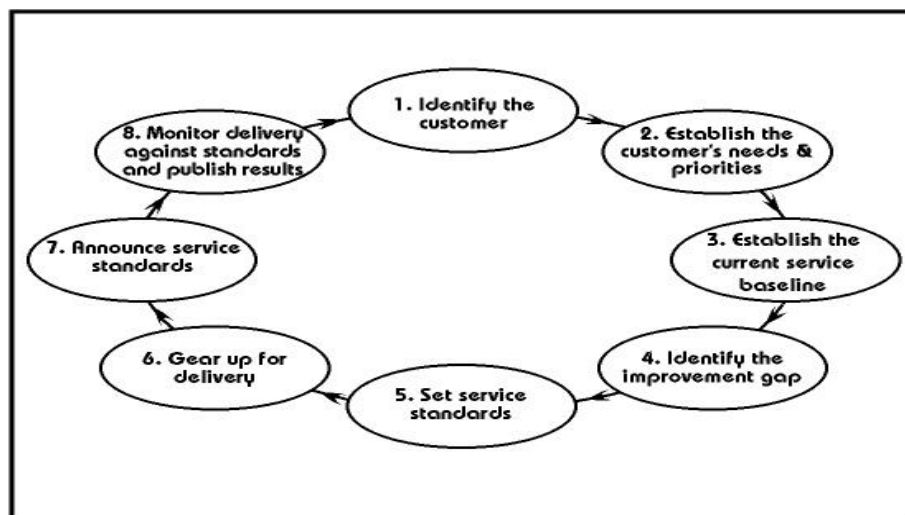 1. Identify the
customer
2. Establish the
customer's needs &
priorities
3. Establish the
current service
baseline
4. Identify the
improvement gap
5. Set service
standards
6. Gear up for
delivery
7. Announce service
standards
8. Monitor delivery
against standards
and publish results